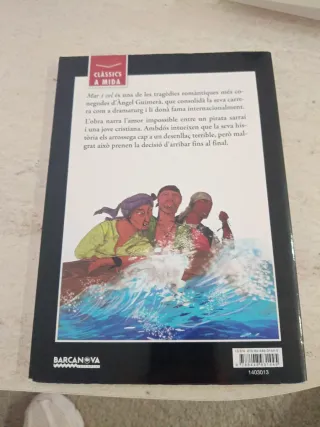 CLÀSSICS
A MIDA
Mar i cel és una de les tragèdies romàntiques més co-
negudes d'Àngel Guimerà, que consolidà la seva carre-
ra com a dramaturg i li donà fama internacionalment.
L'obra narra l'amor impossible entre un pirata sarraí
i una jove cristiana. Ambdós intueixen que la seva his-
tòria els arrossega cap a un desenllaç terrible, però mal-
grat això prenen la decisió d'arribar fins al final.
BARCANOVA
1403013